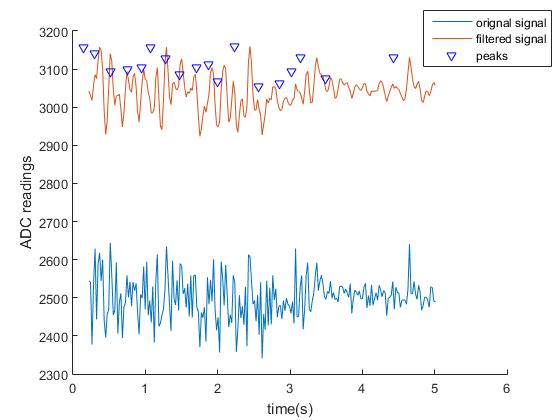 orignal signal
filtered signal
peaks
3200
3100
3000
2900
2800
2700
2600
2500
2400
2300
ADC readings
0 1 2 3 4 5 6
time(s)